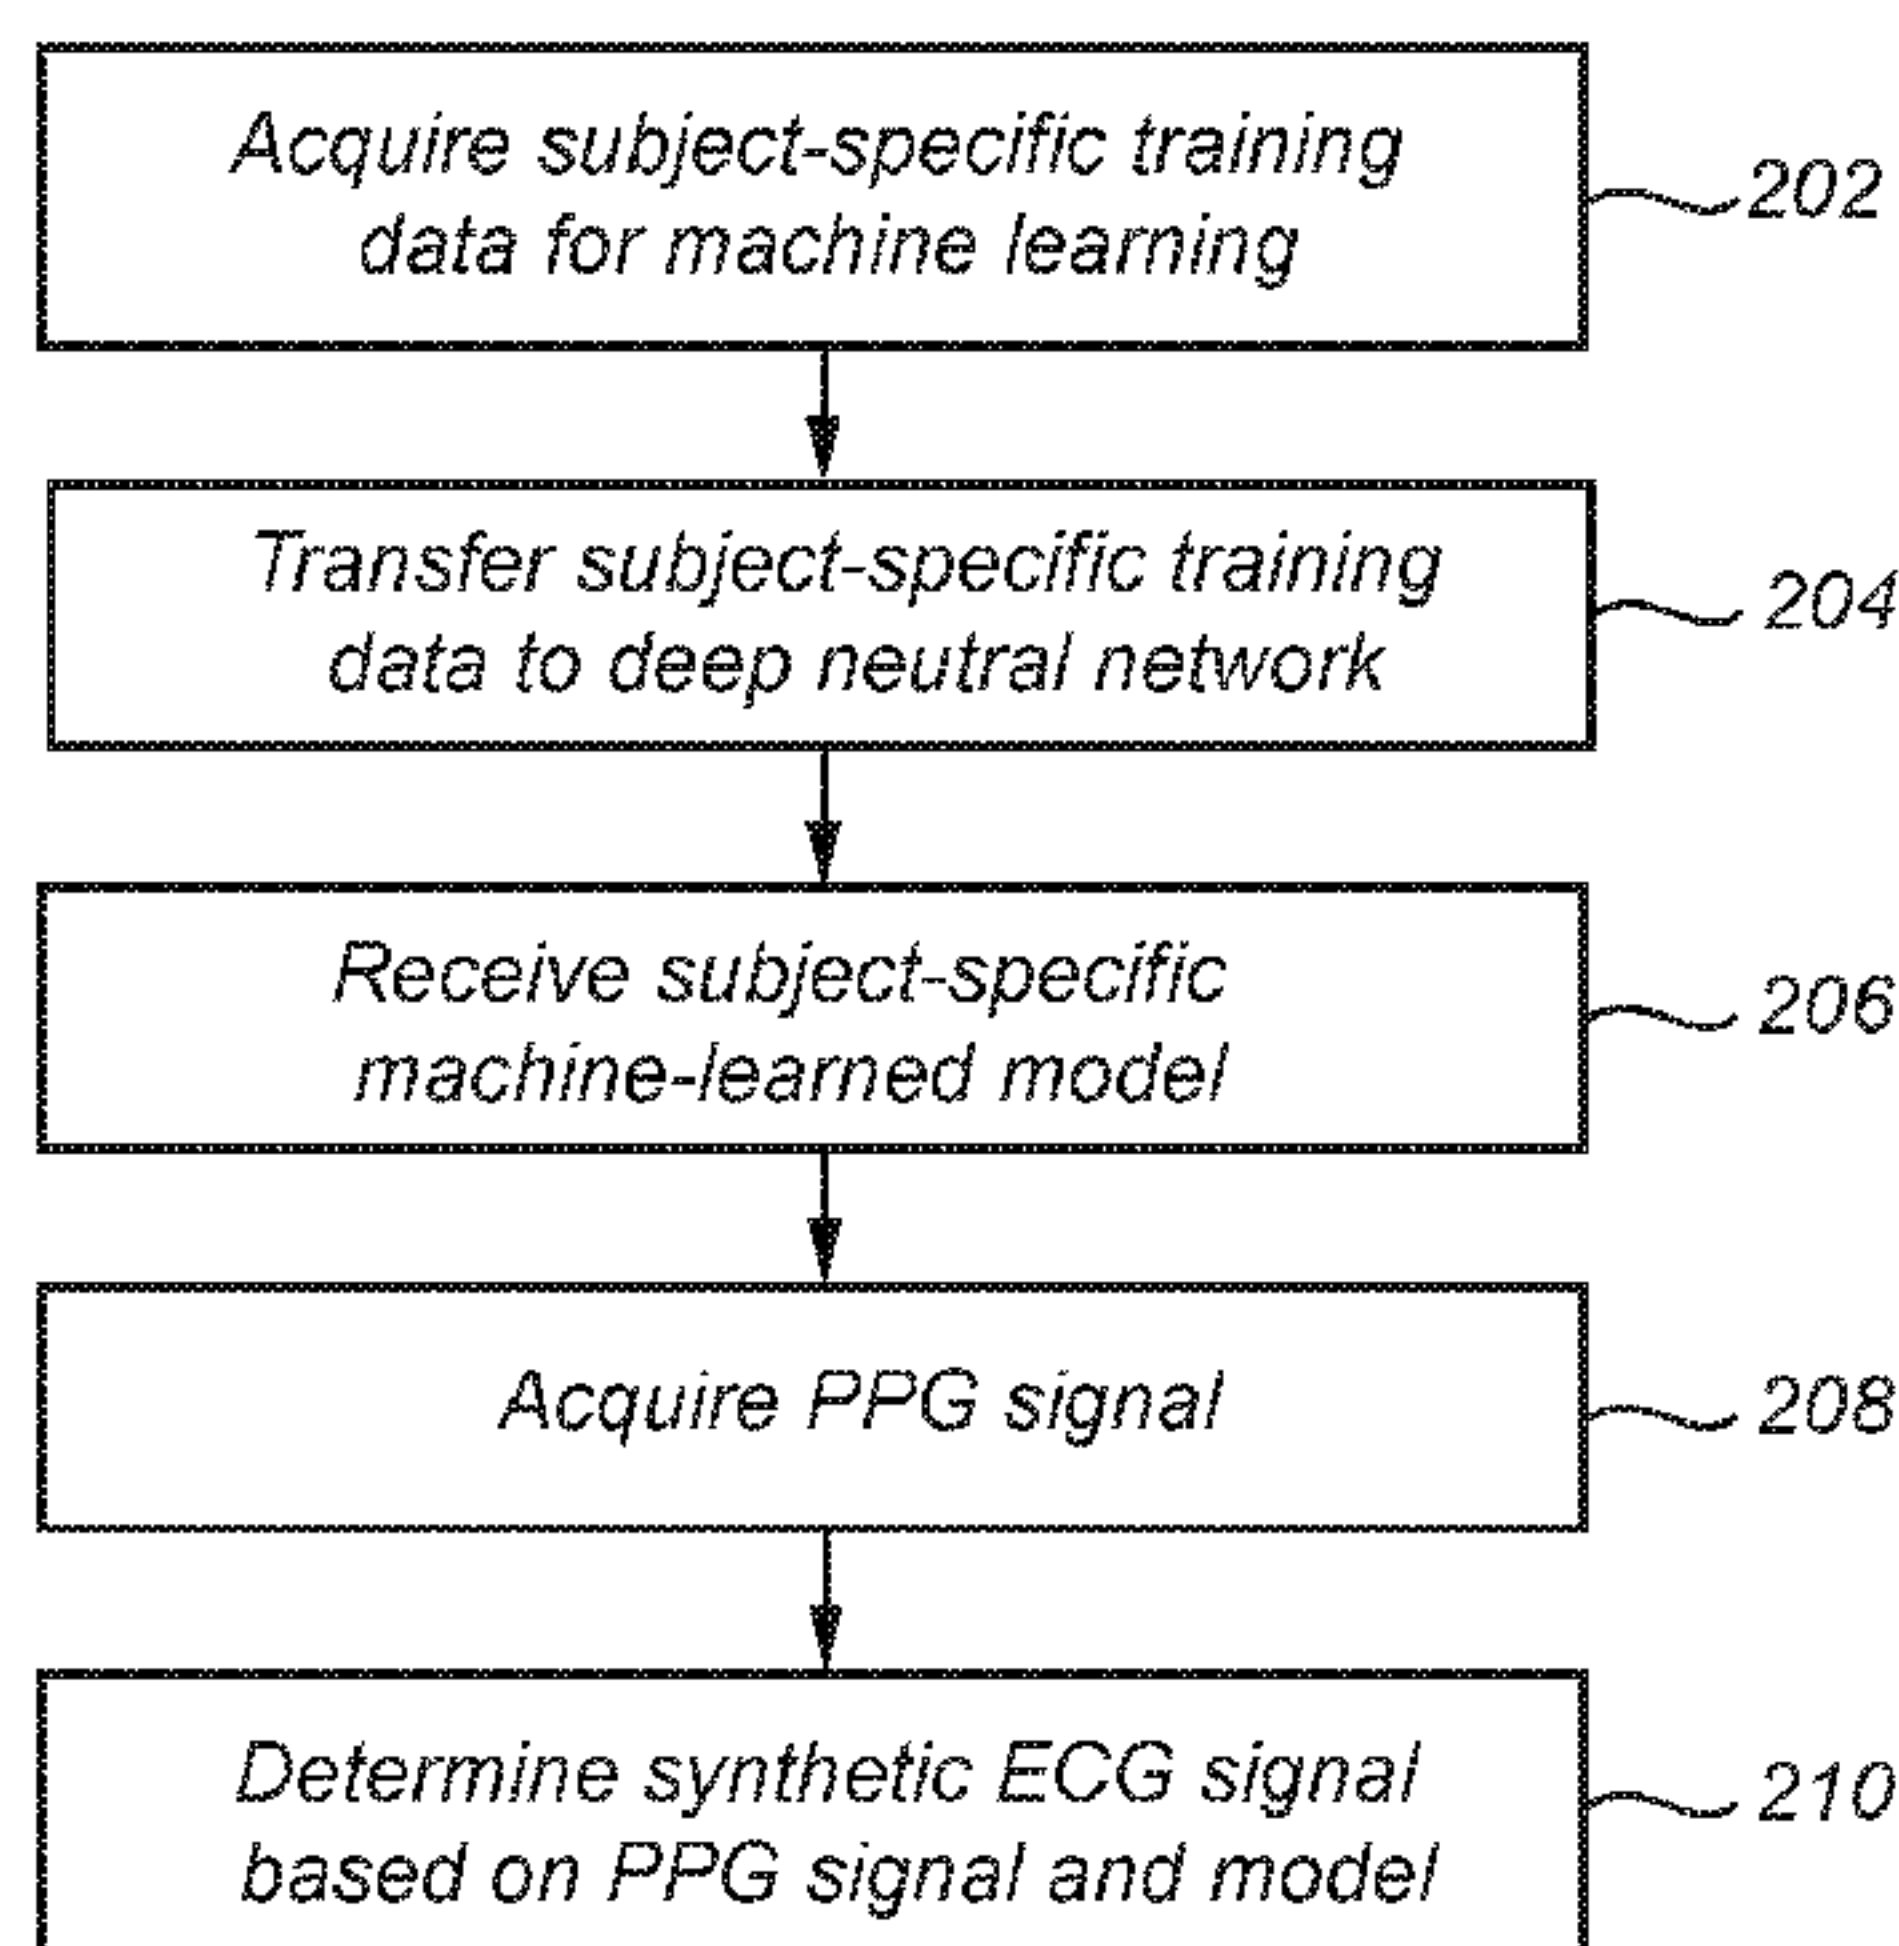 Acquire subject-specific training
data for machine learning
202
Transfer subject-specific training
data to deep neutral network
204
Receive subject-specific
machine-learned model
206
Acquire PPG signal
208
Determine synthetic ECG signal
based on PPG signal and model
210